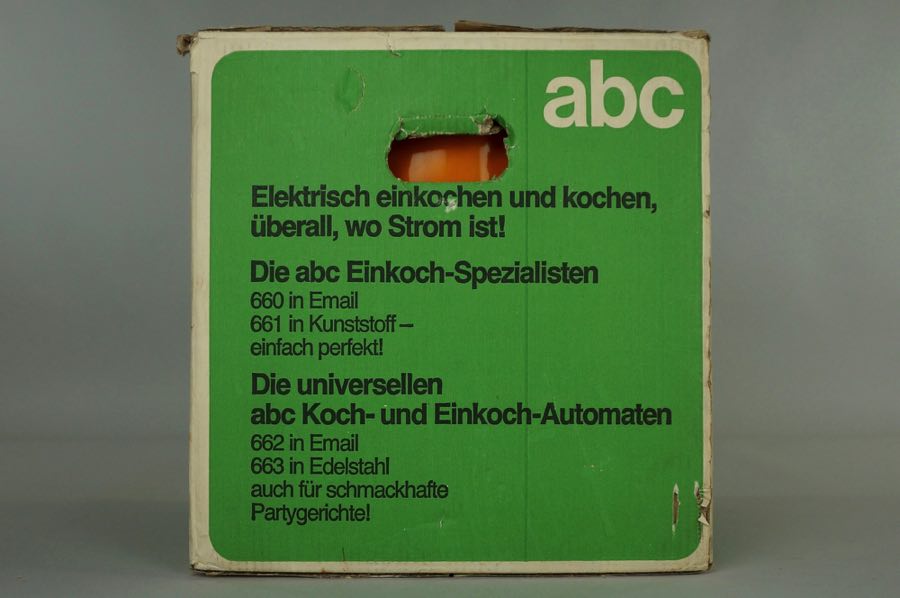 abc
Elektrisch einkochen und kochen,
überall, wo Strom ist!
Die abc Einkoch-Spezialisten
660 in Email
661 in Kunststoff –
einfach perfekt!
Die universellen
abc Koch- und Einkoch-Automaten
662 in Email
663 in Edelstahl
auch für schmackhafte
Partygerichte!